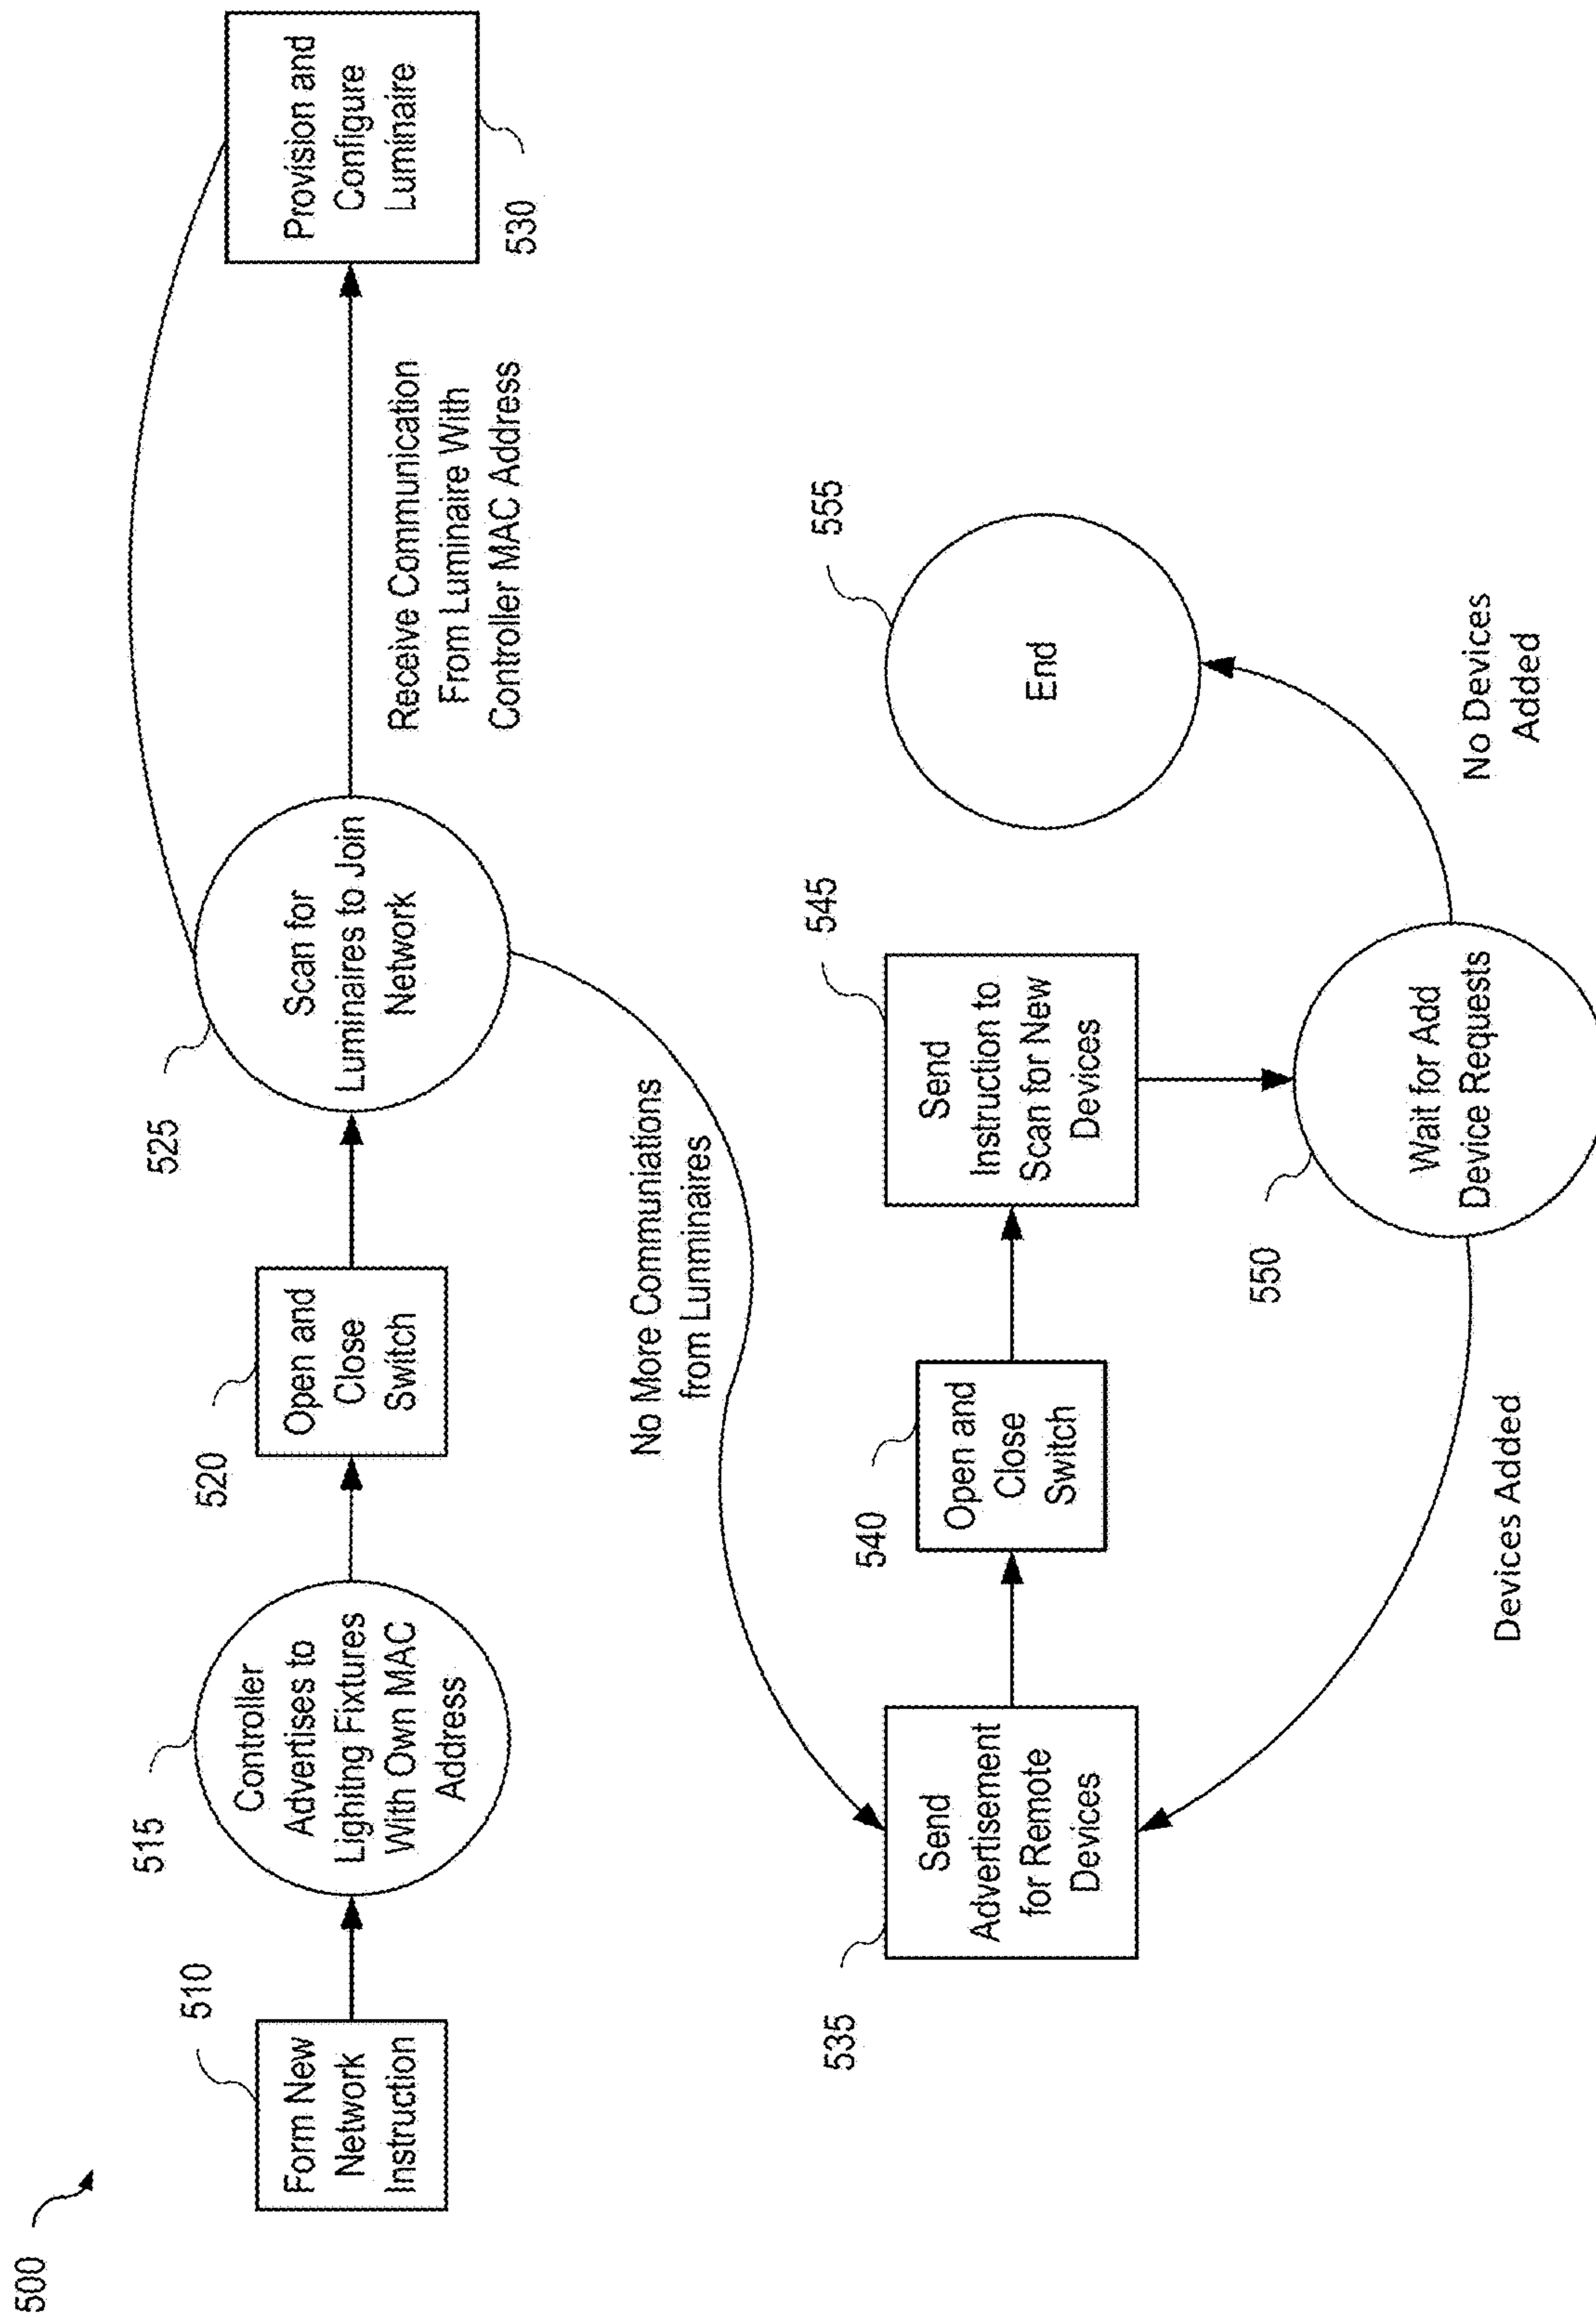 500
510
Form New
Network
Instruction
515
Controller
Advertises to
Lighitng Fixtures
With Own MAC
Address
520
Open and
Close
Switch
525
Scan for
Luminaires to Join
Network
Receive Communication
From Luminaire With
Controller MAC Address
Provision and
Configure
Luminaire
530
No More Communiations
from Lunminaires
535
Send
Advertisement
for Remote
Devices
540
Open and
Close
Switch
545
Send
Instruction to
Scan for New
Devices
550
Wait for Add
Device Requests
Devices Added
No Devices
Added
555
End